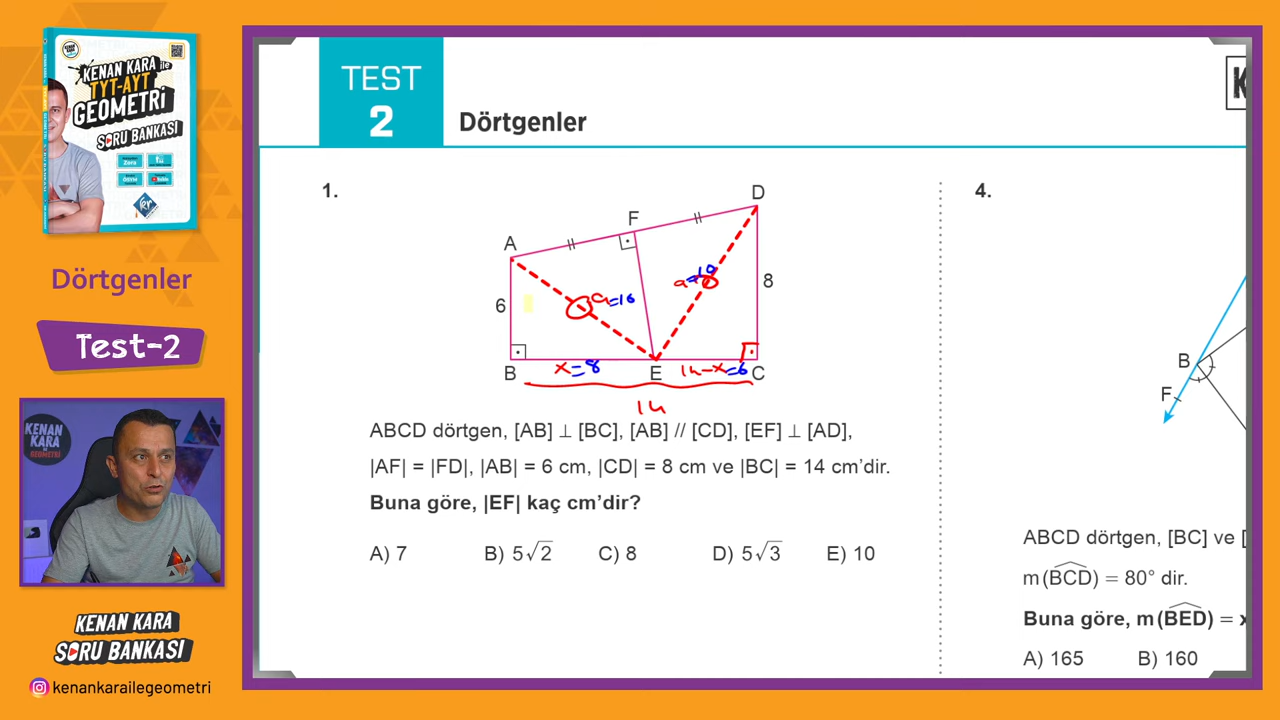 KENAN KARA ile
TYT-AYT
GEOMETRİ
SORU BANKASI
Dörtgenler
Test-2
KENAN
KARA
KENAN KARA
SORU BANKASI
kenankarailegeometri
TEST
2
Dörtgenler
K
1.
D
F
A
a=10
8
6
a=10
B
x=8
E
14-x=6
C
14
ABCD dörtgen, [AB] ⊥ [BC], [AB] // [CD], [EF] ⊥ [AD],
|AF| = |FD|, |AB| = 6 cm, |CD| = 8 cm ve |BC| = 14 cm'dir.
Buna göre, |EF| kaç cm'dir?
A) 7 B) 5√2 C) 8 D) 5√3 E) 10
4.
B
F
ABCD dörtgen, [BC] ve [
m(BCD) = 80° dir.
Buna göre, m(BED) = x
A) 165 B) 160